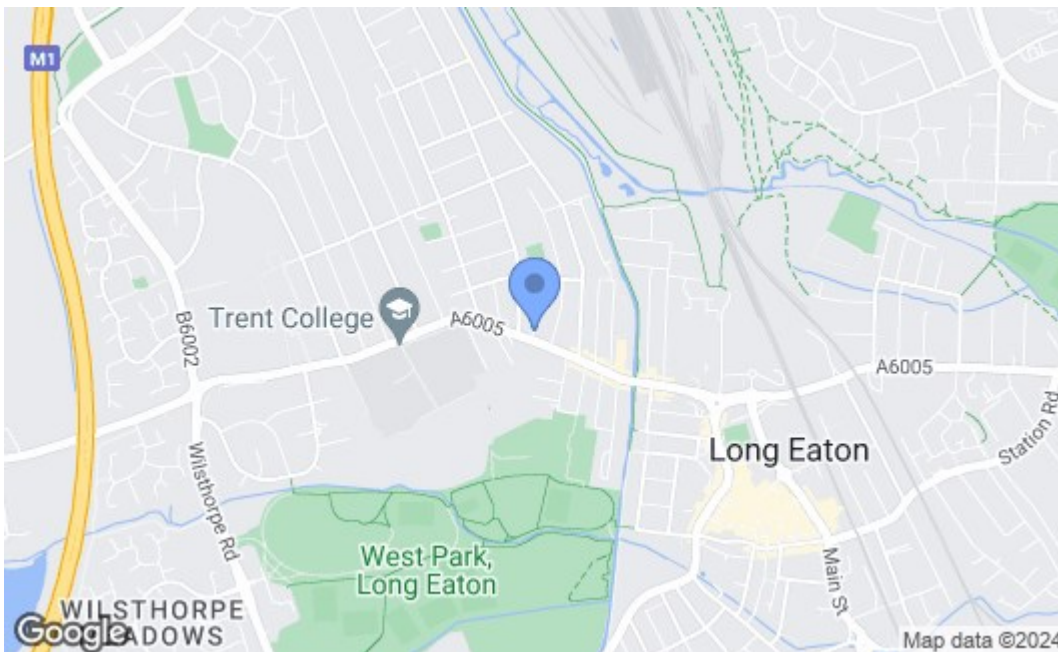 M1
Trent College
A6005
B6002
A6005
Long Eaton
Station Rd
Wilsthorpe Rd
West Park,
Long Eaton
Main St
WILSTHORPE
MEADOWS
Google
Map data ©2024